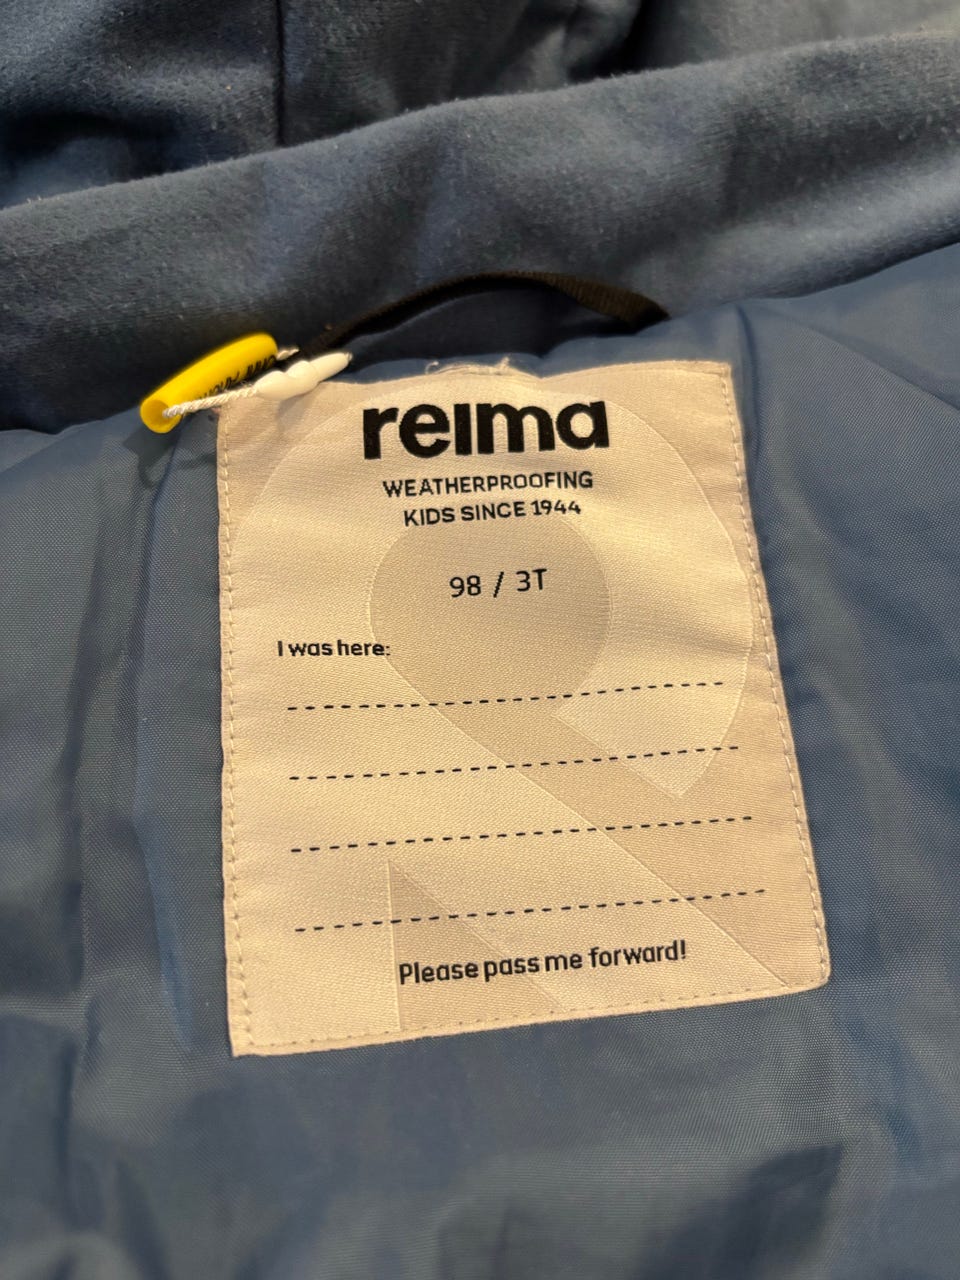 reima
WEATHERPROOFING
KIDS SINCE 1944
98 / 3T
I was here:
Please pass me forward!